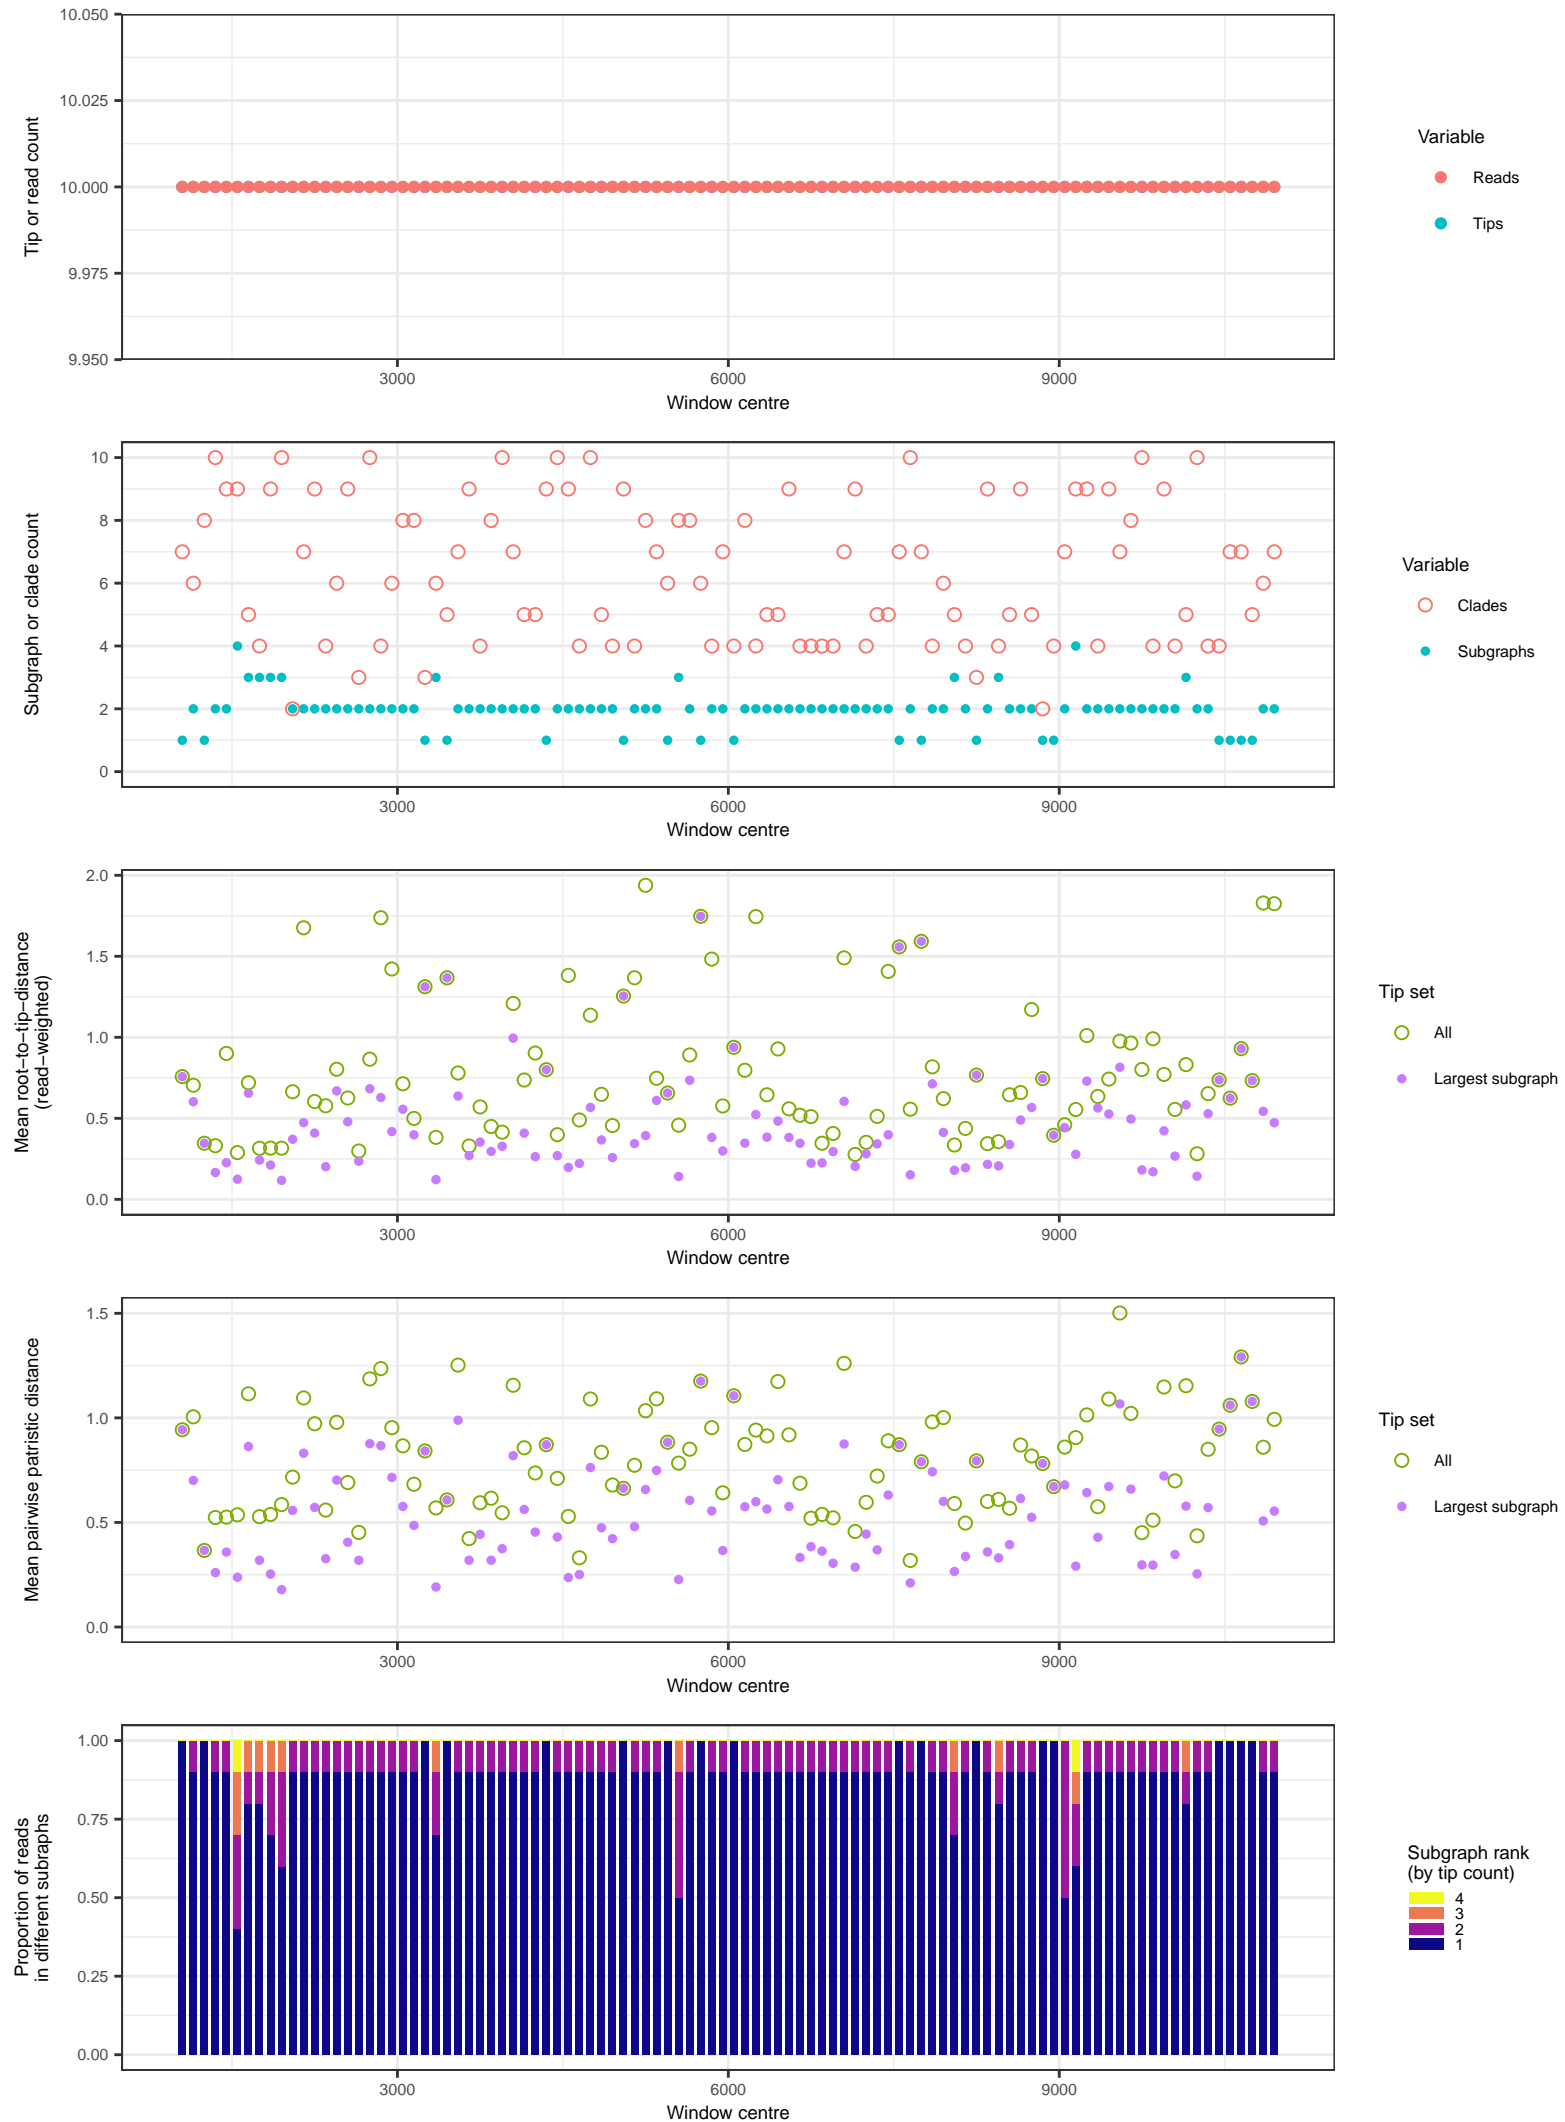 10.050
10.025
10.000
9.975
9.950
Tip or read count
3000 6000 9000
Window centre
Variable
Reads
Tips
10
8
6
4
2
0
Subgraph or clade count
3000 6000 9000
Window centre
Variable
Clades
Subgraphs
2.0
1.5
1.0
0.5
0.0
Mean root−to−tip−distance
(read−weighted)
3000 6000 9000
Window centre
Tip set
All
Largest subgraph
1.5
1.0
0.5
0.0
Mean pairwise patristic distance
3000 6000 9000
Window centre
Tip set
All
Largest subgraph
1.00
0.75
0.50
0.25
0.00
Proportion of reads
in different subraphs
3000 6000 9000
Window centre
Subgraph rank
(by tip count)
4
3
2
1